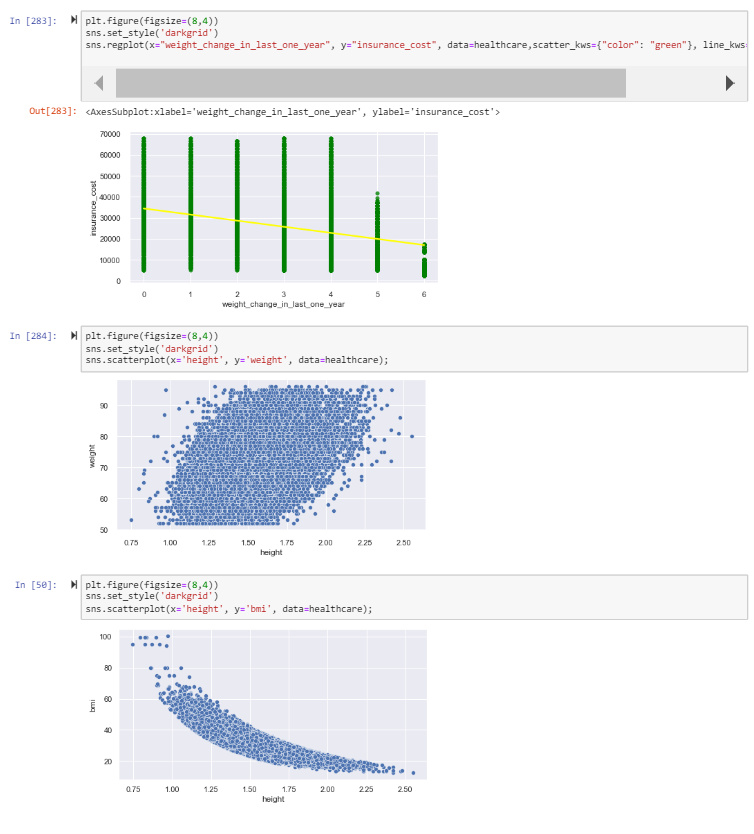 In [283]:
plt.figure(figsize=(8,4))
sns.set_style('darkgrid')
sns.regplot(x="weight_change_in_last_one_year", y="insurance_cost", data=healthcare,scatter_kws={"color": "green"}, line_kws=
Out[283]: <AxesSubplot:xlabel='weight_change_in_last_one_year', ylabel='insurance_cost'>
70000
60000
50000
40000
30000
20000
10000
0
insurance_cost
0 1 2 3 4 5 6
weight_change_in_last_one_year
In [284]:
plt.figure(figsize=(8,4))
sns.set_style('darkgrid')
sns.scatterplot(x='height', y='weight', data=healthcare);
90
80
70
60
50
weight
0.75 1.00 1.25 1.50 1.75 2.00 2.25 2.50
height
In [50]:
plt.figure(figsize=(8,4))
sns.set_style('darkgrid')
sns.scatterplot(x='height', y='bmi', data=healthcare);
100
80
60
40
20
bmi
0.75 1.00 1.25 1.50 1.75 2.00 2.25 2.50
height